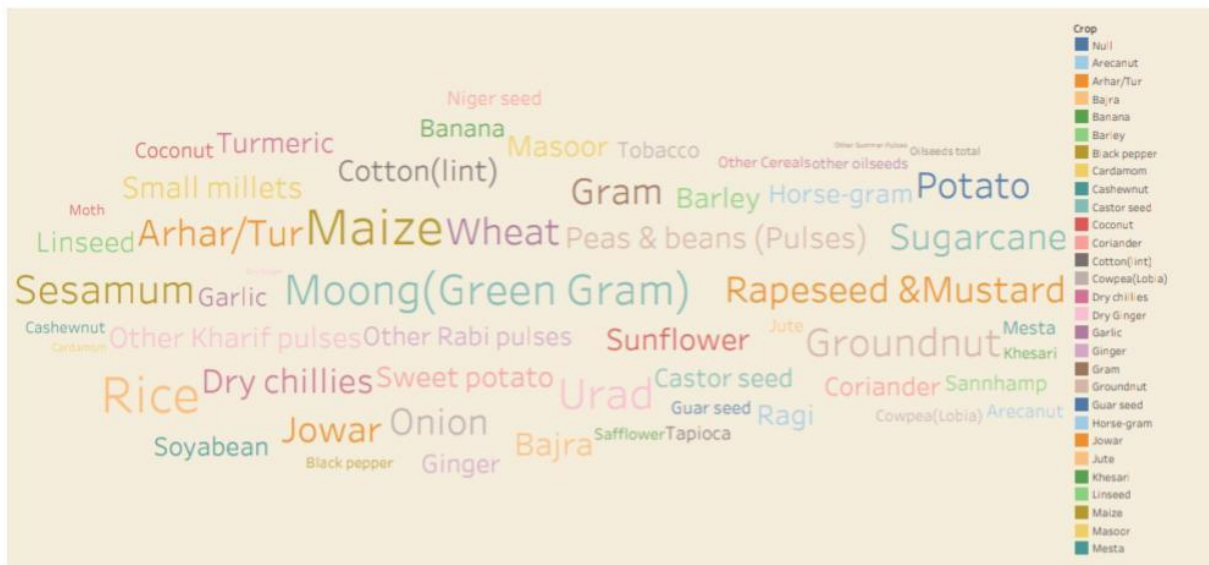 Niger seed
Banana
Coconut Turmeric Masoor Tobacco
Other Summer Pulses Oilseeds total
Cotton(lint) Other Cereals other oilseeds
Small millets Gram Barley Horse-gram Potato
Moth
Linseed Arhar/Tur Maize Wheat Peas & beans (Pulses) Sugarcane
Sesamum Garlic Moong(Green Gram) Rapeseed &Mustard
Cashewnut Other Kharif pulses Other Rabi pulses Sunflower Jute Groundnut Mesta
Cardamom Khesari
Rice Dry chillies Sweet potato Urad Castor seed Coriander Sannhamp
Guar seed Ragi Cowpea(Lobia) Arecanut
Soyabean Jowar Onion Bajra Safflower Tapioca
Black pepper Ginger
Crop
Null
Arecanut
Arhar/Tur
Bajra
Banana
Barley
Black pepper
Cardamom
Cashewnut
Castor seed
Coconut
Coriander
Cotton(lint)
Cowpea(Lobia)
Dry chillies
Dry Ginger
Garlic
Ginger
Gram
Groundnut
Guar seed
Horse-gram
Jowar
Jute
Khesari
Linseed
Maize
Masoor
Mesta